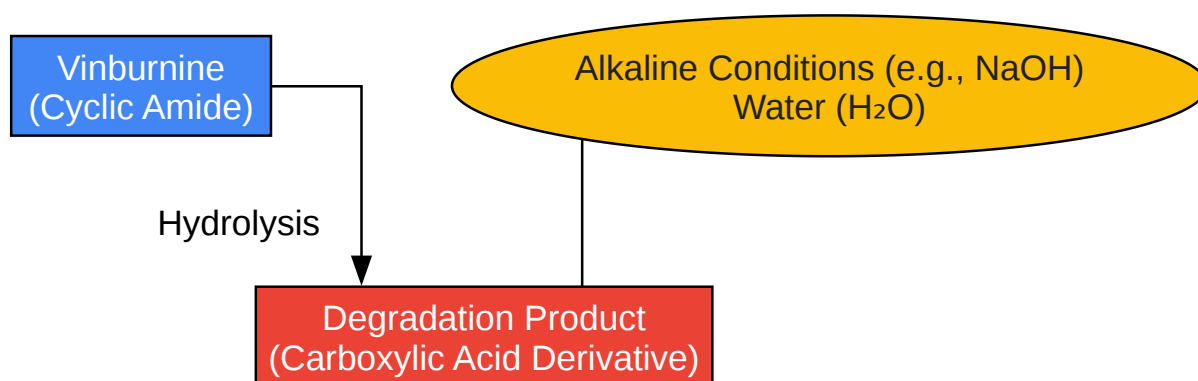 Vinburnine
(Cyclic Amide)
Alkaline Conditions (e.g., NaOH)
Water (H₂O)
Hydrolysis
Degradation Product
(Carboxylic Acid Derivative)